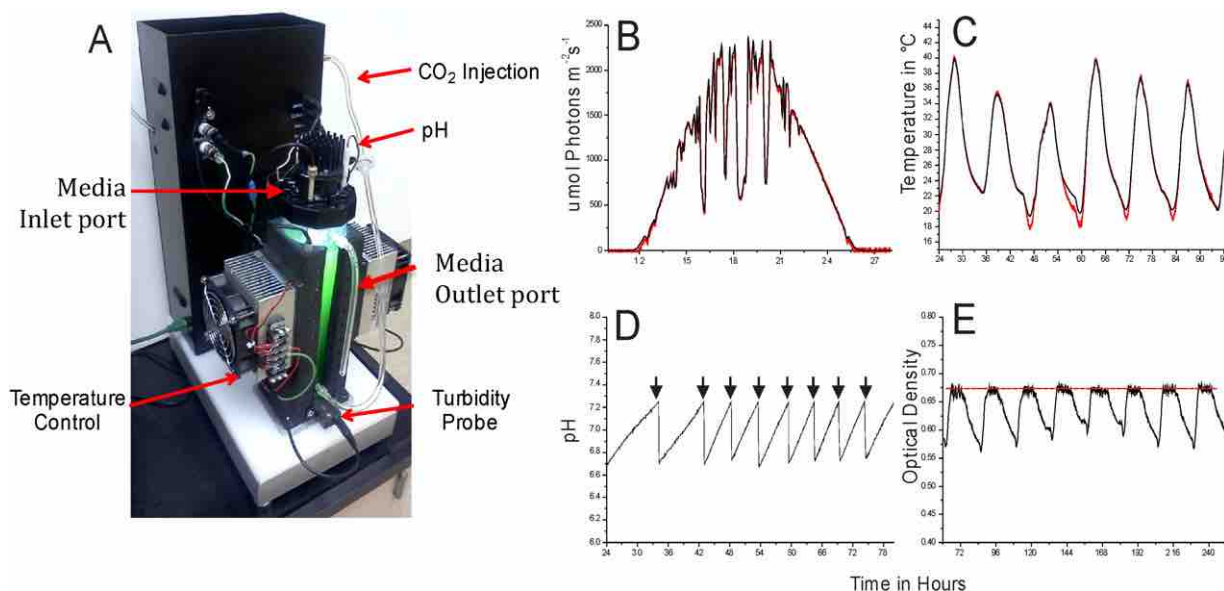 A
CO₂ Injection
pH
Media
Inlet port
Media
Outlet port
Temperature
Control
Turbidity
Probe
B
umol Photons m⁻²s⁻¹
2500
2000
1500
1250
1000
500
0
12 15 18 21 25 28
C
Temperature in °C
40
38
36
34
32
30
28
26
24
22
20
18
16
24 30 36 42 48 54 60 66 72 78 84 90
D
pH
8.0
7.8
7.6
7.4
7.2
7.0
6.8
6.6
6.4
6.2
6.0
24 30 36 42 48 54 60 66 72 78
E
Optical Density
0.80
0.75
0.70
0.65
0.60
0.55
0.50
0.45
0.40
72 96 120 144 168 192 216 240
Time in Hours